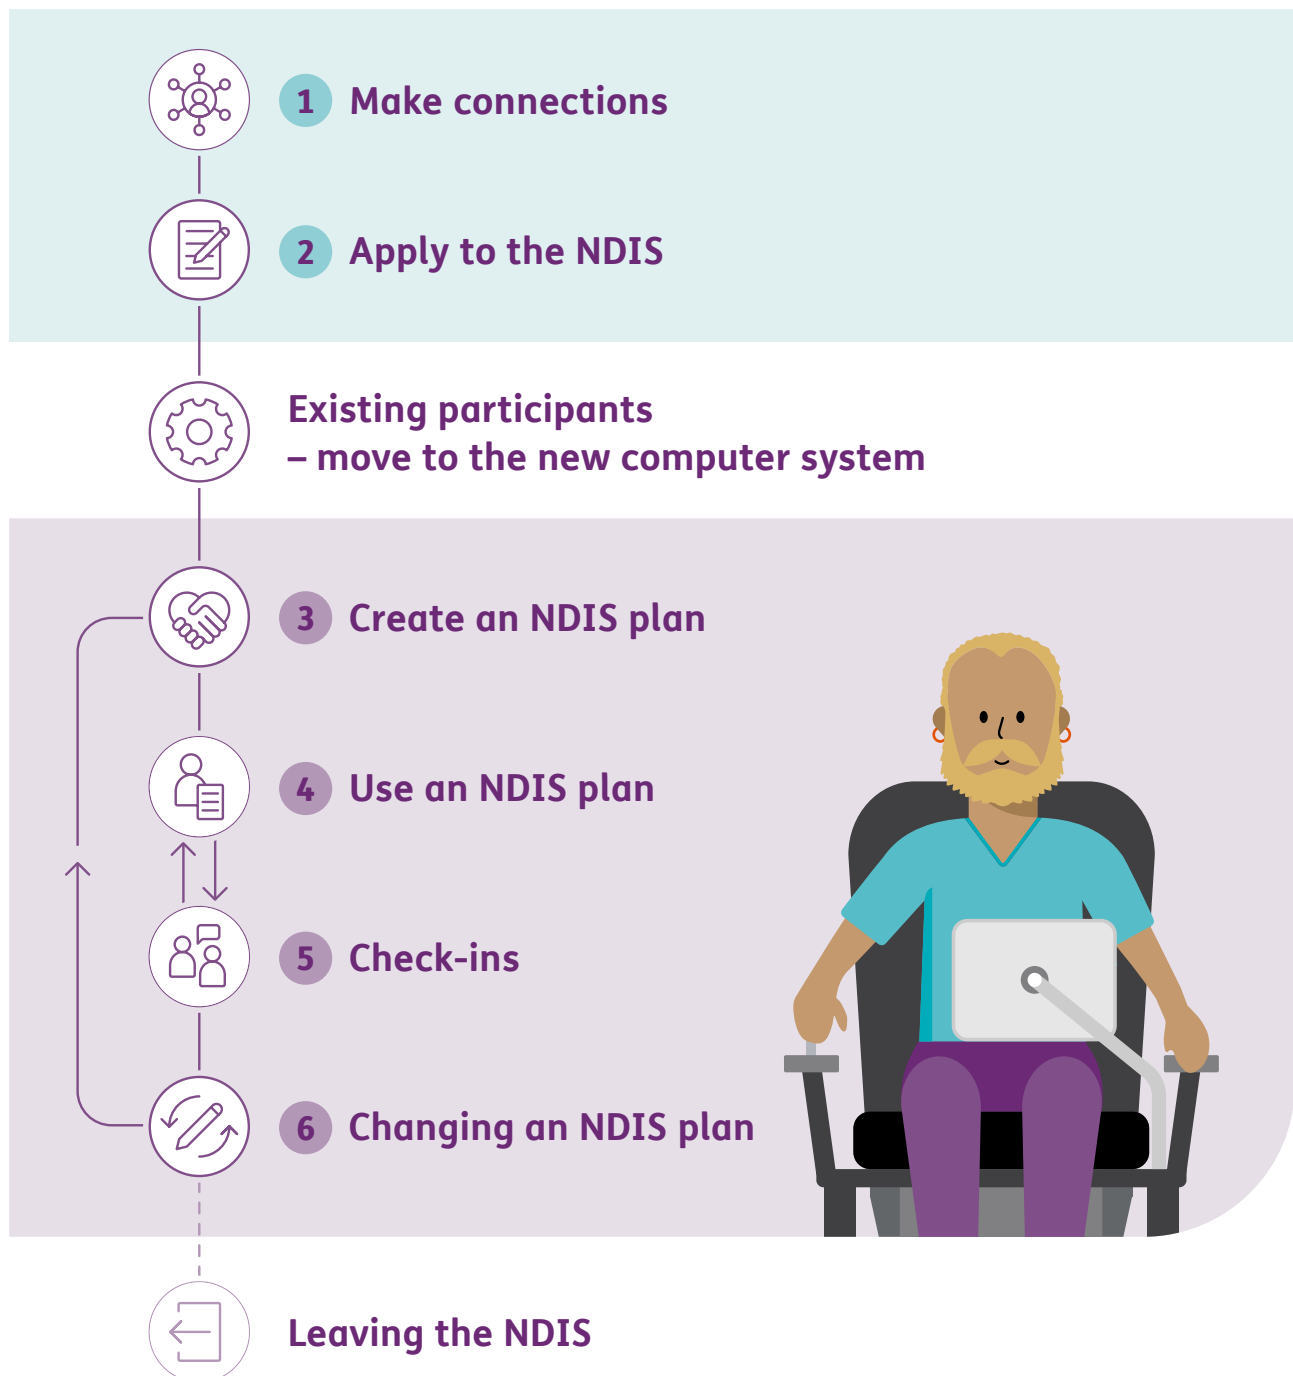 1 Make connections
2 Apply to the NDIS
Existing participants
– move to the new computer system
3 Create an NDIS plan
4 Use an NDIS plan
5 Check-ins
6 Changing an NDIS plan
Leaving the NDIS